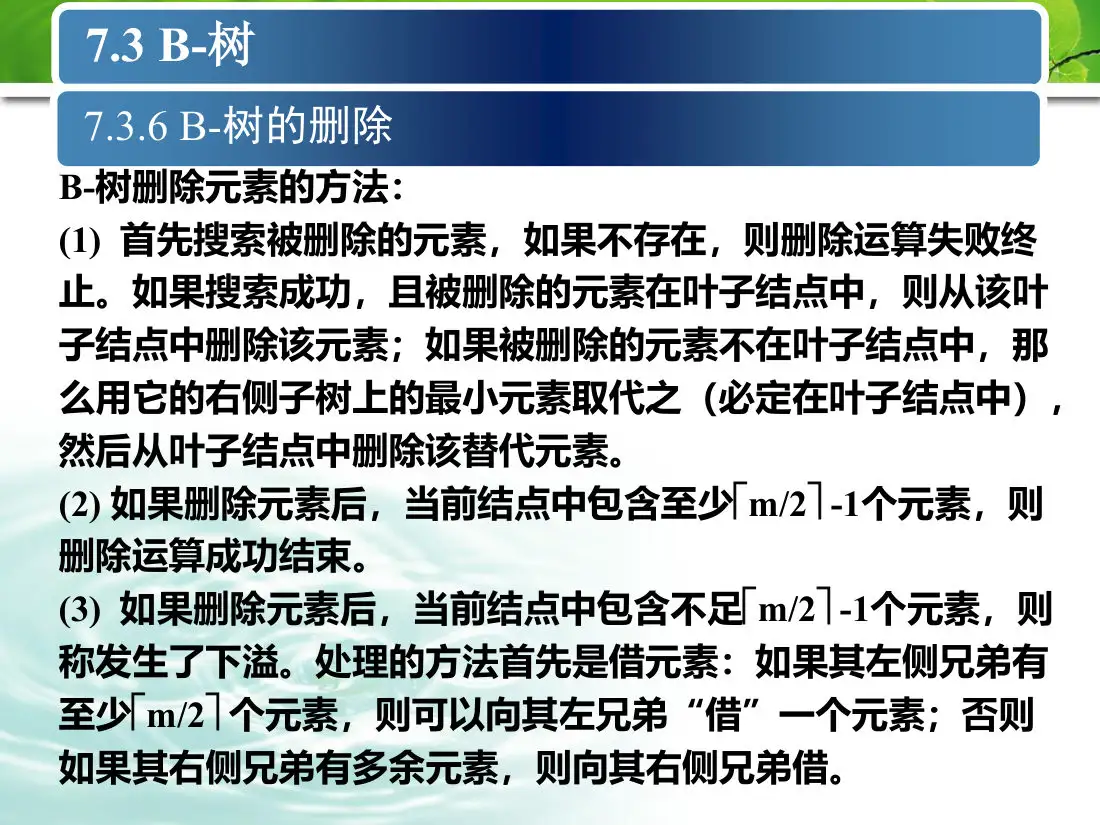 7.3 B-树
7.3.6 B-树的删除
B-树删除元素的方法：
(1) 首先搜索被删除的元素，如果不存在，则删除运算失败终
止。如果搜索成功，且被删除的元素在叶子结点中，则从该叶
子结点中删除该元素；如果被删除的元素不在叶子结点中，那
么用它的右侧子树上的最小元素取代之（必定在叶子结点中），
然后从叶子结点中删除该替代元素。
(2) 如果删除元素后，当前结点中包含至少⌈m/2⌉-1个元素，则
删除运算成功结束。
(3) 如果删除元素后，当前结点中包含不足⌈m/2⌉-1个元素，则
称发生了下溢。处理的方法首先是借元素：如果其左侧兄弟有
至少⌈m/2⌉个元素，则可以向其左兄弟“借”一个元素；否则
如果其右侧兄弟有多余元素，则向其右侧兄弟借。